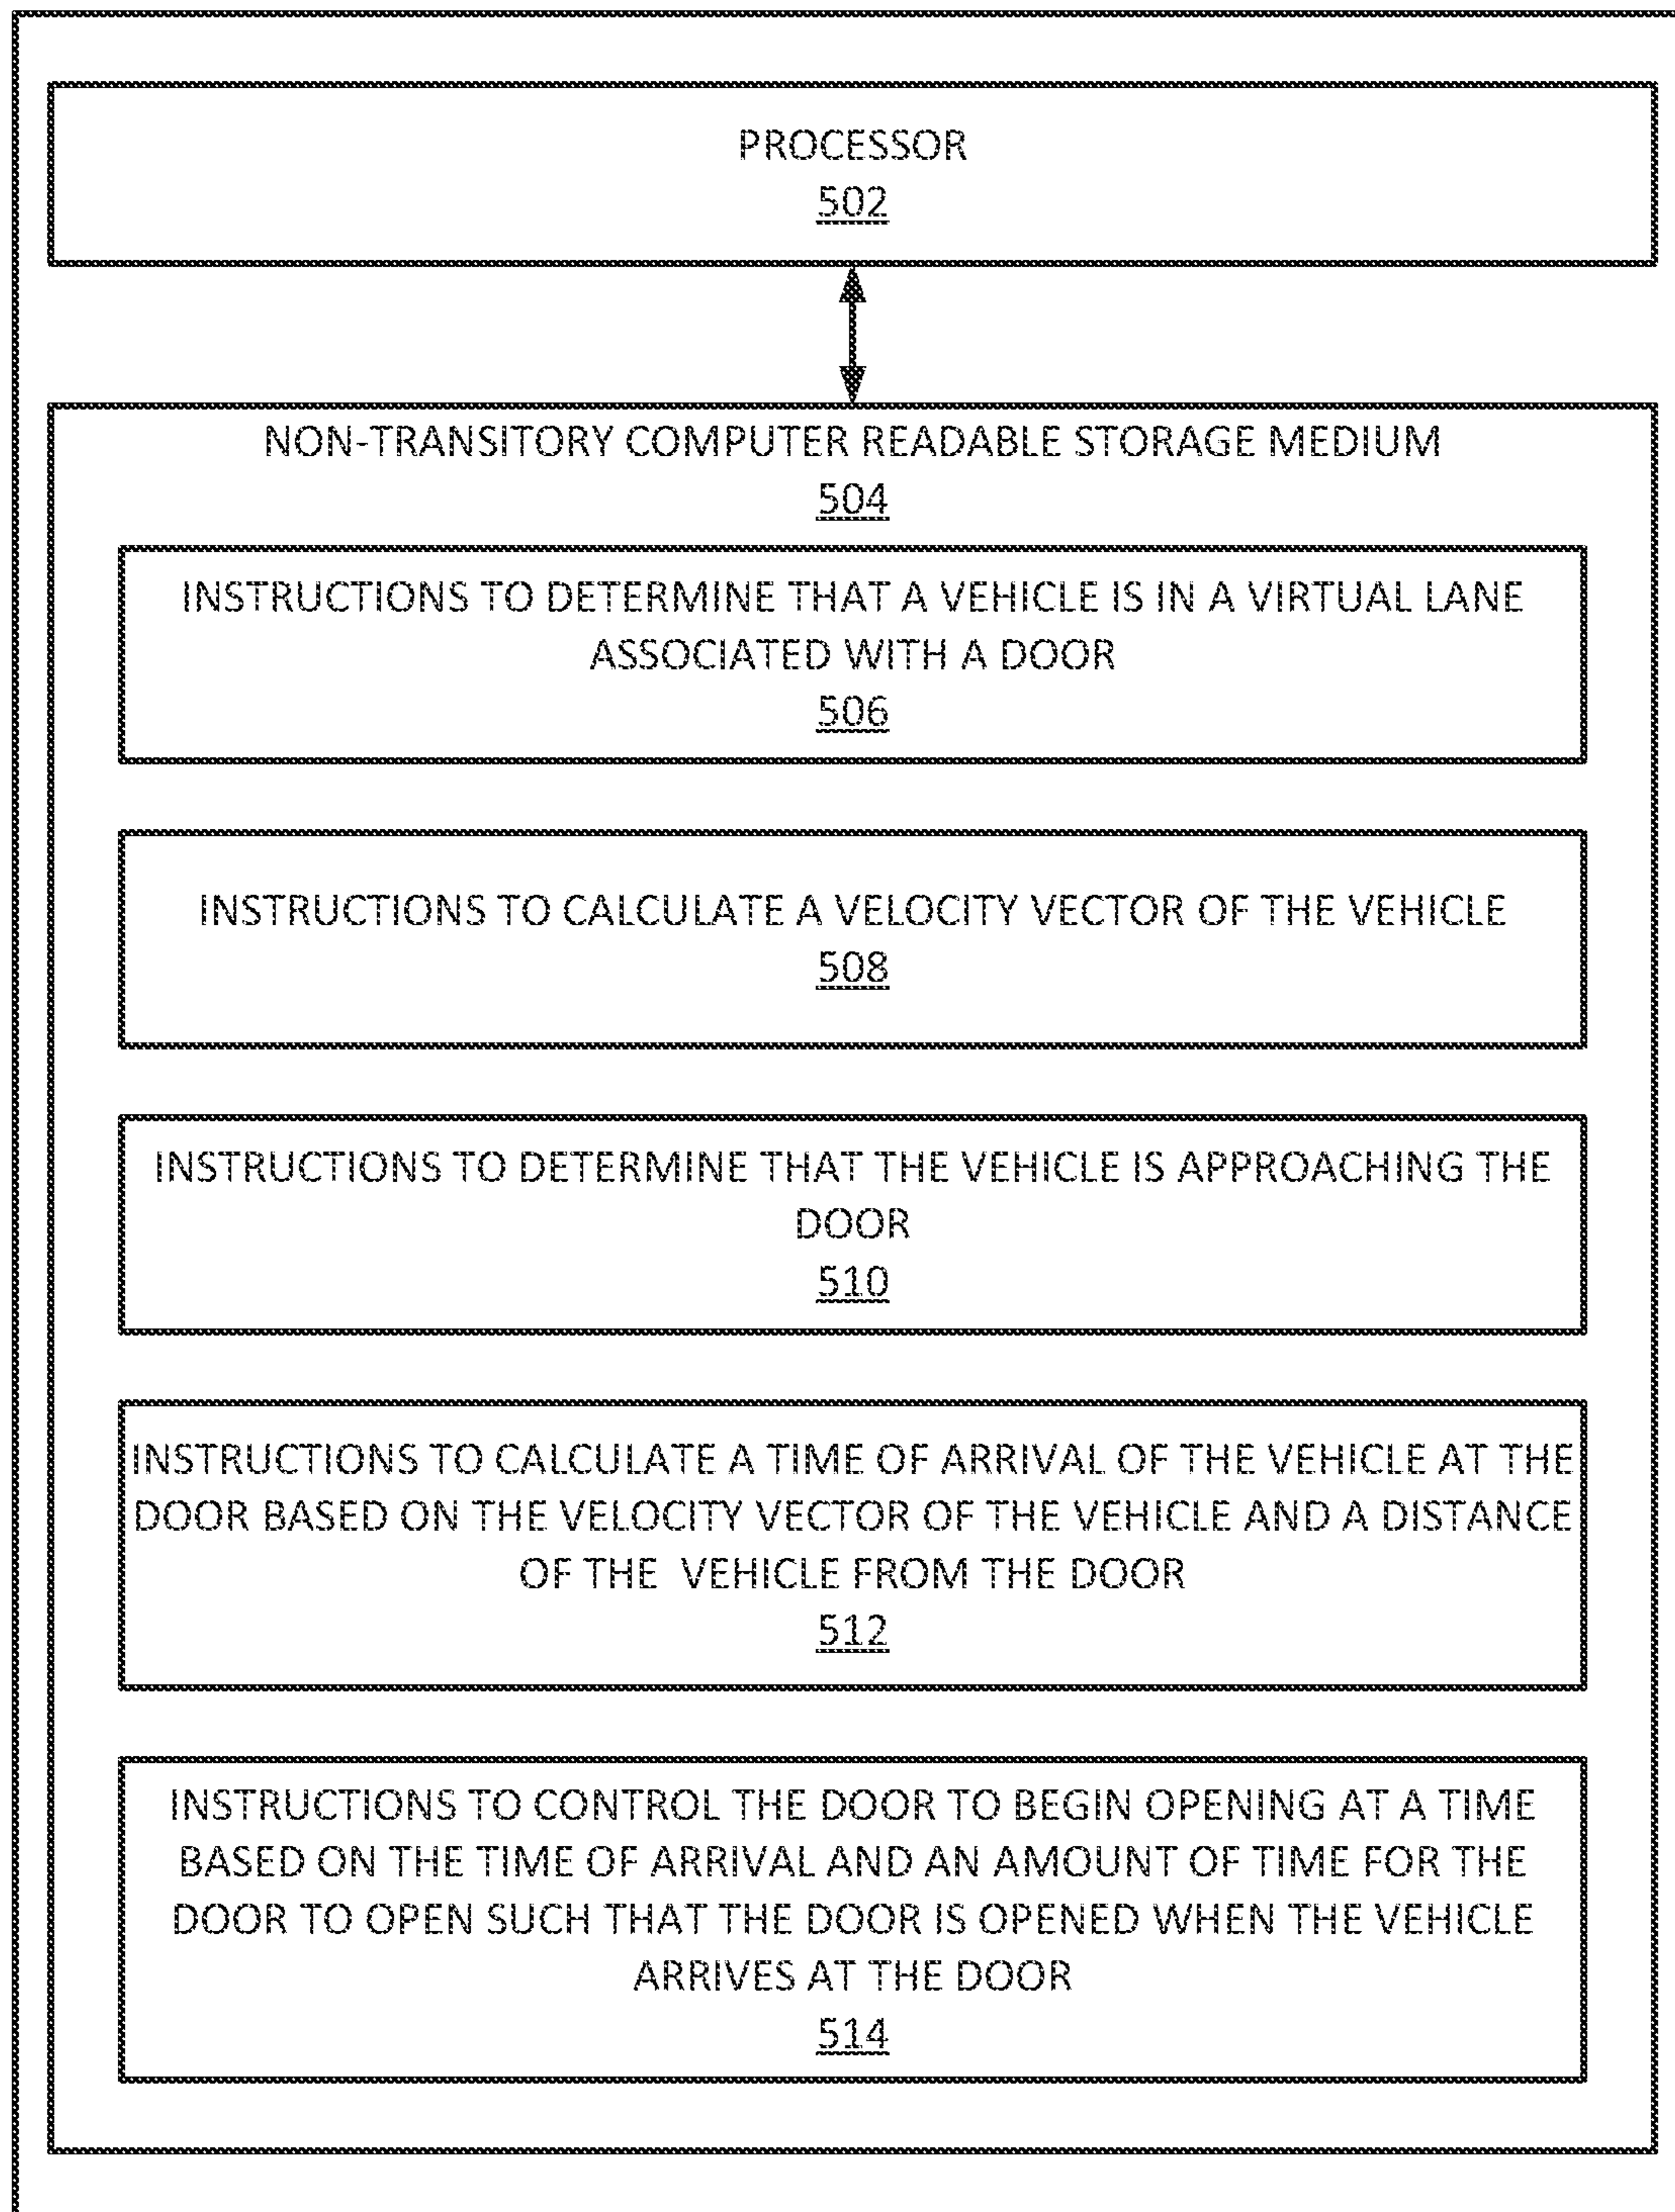 PROCESSOR
502
NON-TRANSITORY COMPUTER READABLE STORAGE MEDIUM
504
INSTRUCTIONS TO DETERMINE THAT A VEHICLE IS IN A VIRTUAL LANE
ASSOCIATED WITH A DOOR
506
INSTRUCTIONS TO CALCULATE A VELOCITY VECTOR OF THE VEHICLE
508
INSTRUCTIONS TO DETERMINE THAT THE VEHICLE IS APPROACHING THE
DOOR
510
INSTRUCTIONS TO CALCULATE A TIME OF ARRIVAL OF THE VEHICLE AT THE
DOOR BASED ON THE VELOCITY VECTOR OF THE VEHICLE AND A DISTANCE
OF THE VEHICLE FROM THE DOOR
512
INSTRUCTIONS TO CONTROL THE DOOR TO BEGIN OPENING AT A TIME
BASED ON THE TIME OF ARRIVAL AND AN AMOUNT OF TIME FOR THE
DOOR TO OPEN SUCH THAT THE DOOR IS OPENED WHEN THE VEHICLE
ARRIVES AT THE DOOR
514